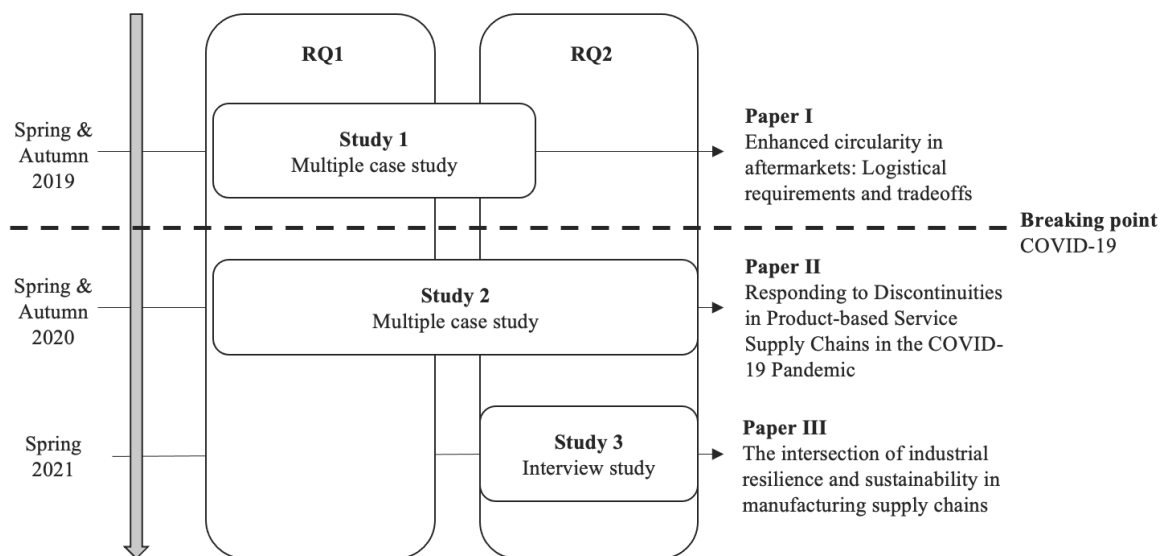 RQ1
RQ2
Spring &
Autumn
2019
Study 1
Multiple case study
Paper I
Enhanced circularity in
aftermarkets: Logistical
requirements and tradeoffs
Breaking point
COVID-19
Spring &
Autumn
2020
Study 2
Multiple case study
Paper II
Responding to Discontinuities
in Product-based Service
Supply Chains in the COVID-
19 Pandemic
Spring
2021
Study 3
Interview study
Paper III
The intersection of industrial
resilience and sustainability in
manufacturing supply chains